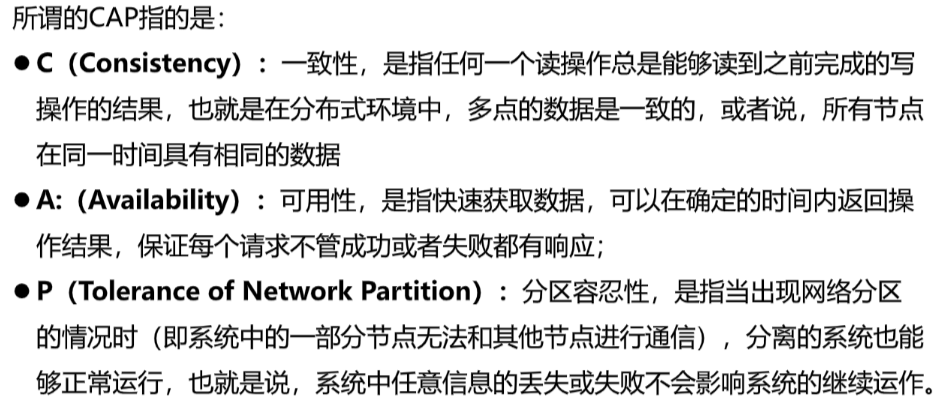 所谓的CAP指的是：
●C（Consistency）：一致性，是指任何一个读操作总是能够读到之前完成的写
操作的结果，也就是在分布式环境中，多点的数据是一致的，或者说，所有节点
在同一时间具有相同的数据
●A:（Availability）：可用性，是指快速获取数据，可以在确定的时间内返回操
作结果，保证每个请求不管成功或者失败都有响应；
●P（Tolerance of Network Partition）：分区容忍性，是指当出现网络分区
的情况时（即系统中的一部分节点无法和其他节点进行通信），分离的系统也能
够正常运行，也就是说，系统中任意信息的丢失或失败不会影响系统的继续运作。